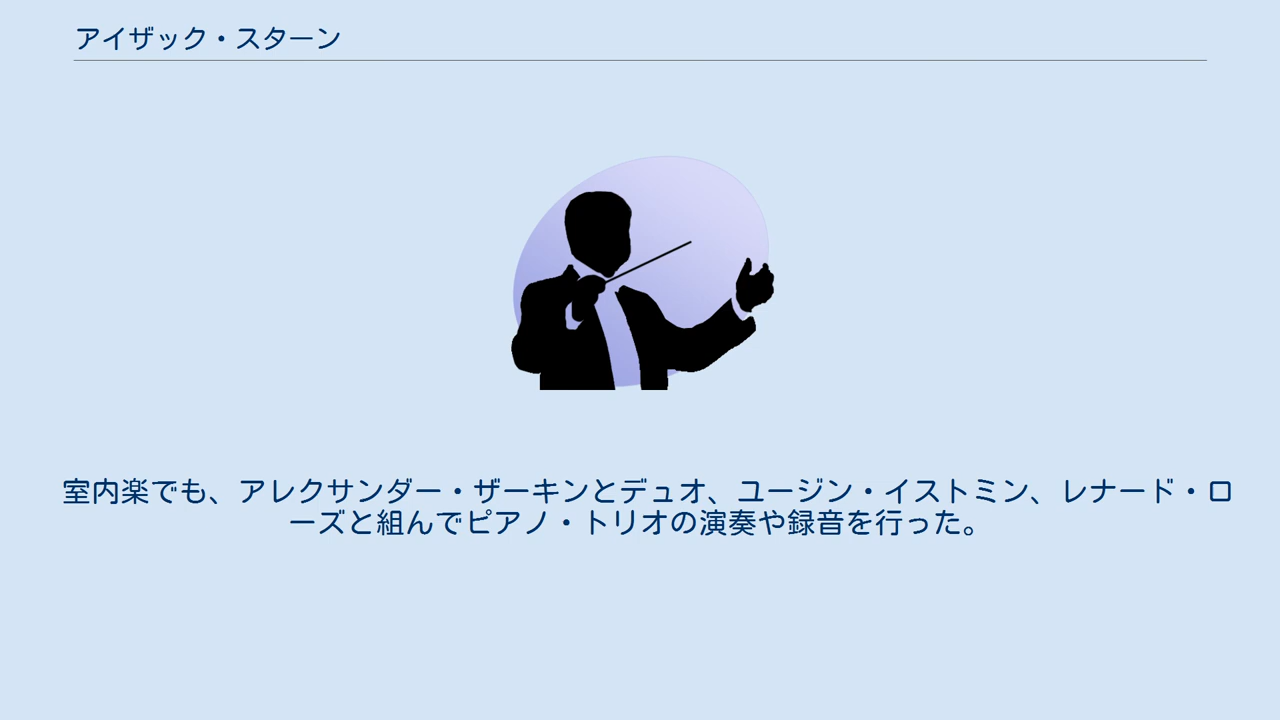 アイザック・スターン
室内楽でも、アレクサンダー・ザーキンとデュオ、ユージン・イストミン、レナード・ロ
ーズと組んでピアノ・トリオの演奏や録音を行った。